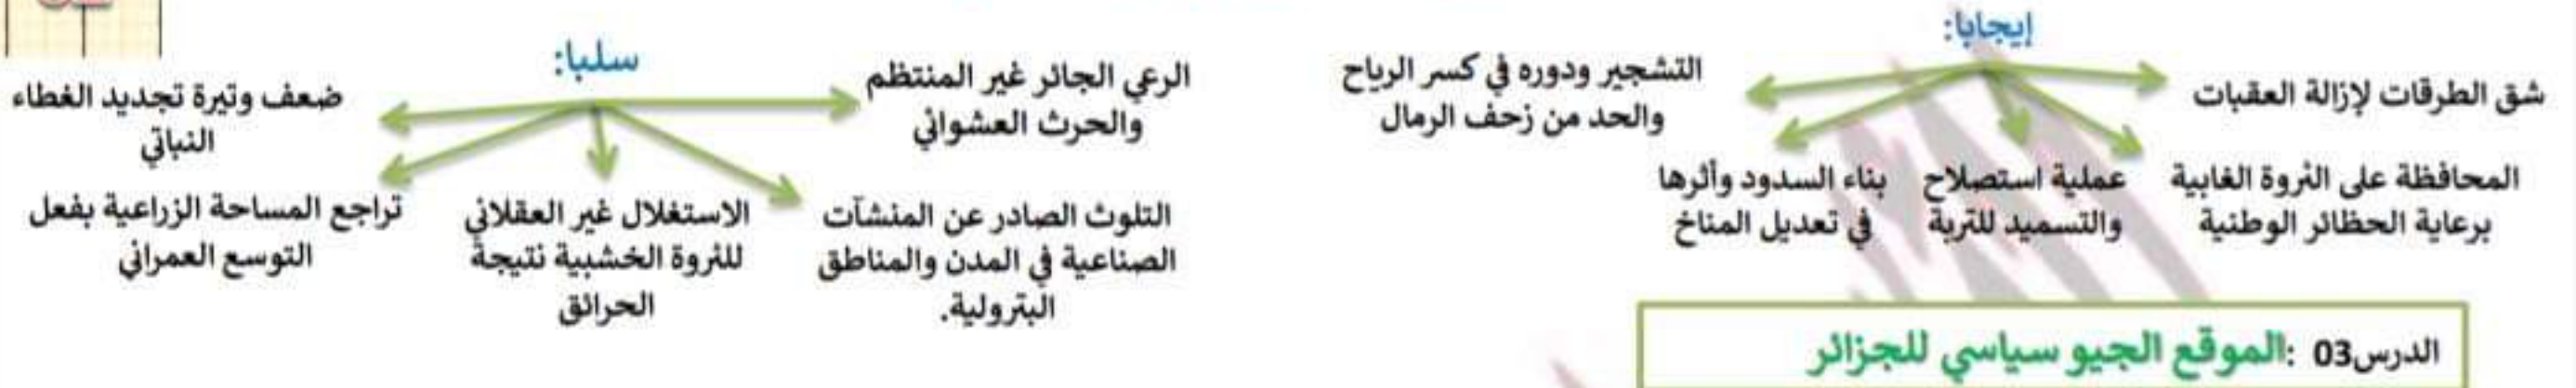 إيجابا:
شق الطرقات لإزالة العقبات
المحافظة على الثروة الغابية
برعاية الحظائر الوطنية
عملية استصلاح
والتسميد للتربة
بناء السدود وأثرها
في تعديل المناخ
التشجير ودوره في كسر الرياح
والحد من زحف الرمال
سلبا:
الرعي الجائر غير المنتظم
والحرث العشوائي
التلوث الصادر عن المنشآت
الصناعية في المدن والمناطق
البترولية.
الاستغلال غير العقلاني
للثروة الخشبية نتيجة
الحرائق
تراجع المساحة الزراعية بفعل
التوسع العمراني
ضعف وتيرة تجديد الغطاء
النباتي
الدرس03 :الموقع الجيو سياسي للجزائر